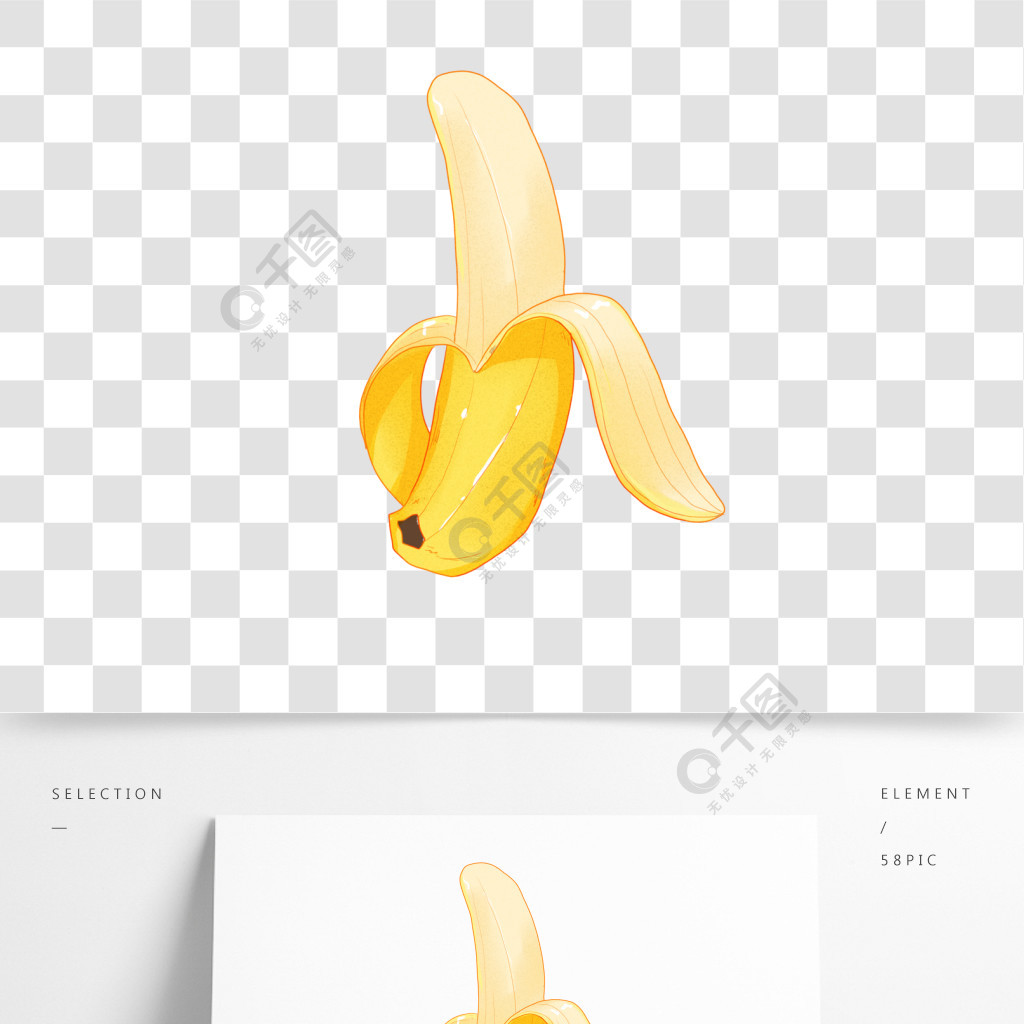 千图
无忧设计 无限灵感
千图
无忧设计 无限灵感
千图
无忧设计 无限灵感
SELECTION
—
ELEMENT
/
58PIC